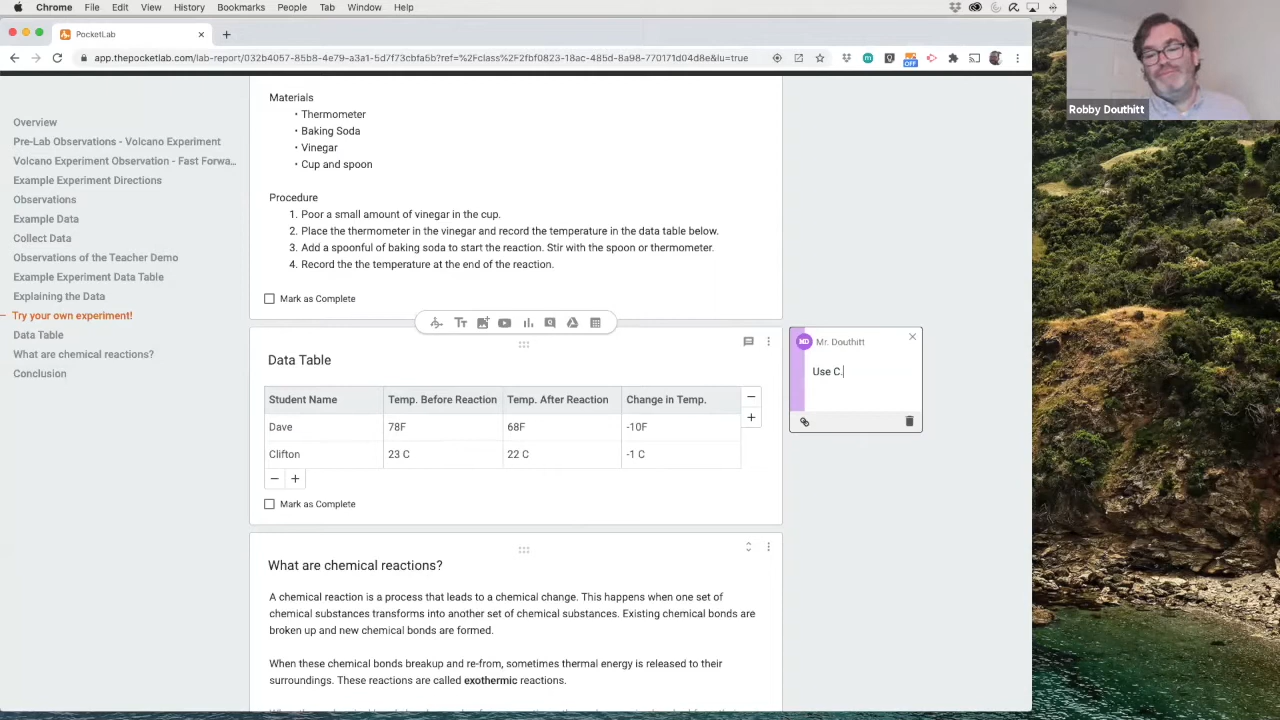 Chrome File Edit View History Bookmarks People Tab Window Help
PocketLab
app.thepocketlab.com/lab-report/032b4057-85b8-4e79-a3a1-5d7f73cbfa5b?ref=%2Fclass%2F2fbf0823-18ac-485d-8a98-770171d04d8e&lu=true
OFF
Robby Douthitt
Overview
Pre-Lab Observations - Volcano Experiment
Volcano Experiment Observation - Fast Forwa...
Example Experiment Directions
Observations
Example Data
Collect Data
Observations of the Teacher Demo
Example Experiment Data Table
Explaining the Data
Try your own experiment!
Data Table
What are chemical reactions?
Conclusion
Materials
• Thermometer
• Baking Soda
• Vinegar
• Cup and spoon
Procedure
1. Poor a small amount of vinegar in the cup.
2. Place the thermometer in the vinegar and record the temperature in the data table below.
3. Add a spoonful of baking soda to start the reaction. Stir with the spoon or thermometer.
4. Record the the temperature at the end of the reaction.
Mark as Complete
Data Table
Student Name Temp. Before Reaction Temp. After Reaction Change in Temp.
Dave 78F 68F -10F
Clifton 23 C 22 C -1 C
Mark as Complete
MD Mr. Douthitt
Use C.
What are chemical reactions?
A chemical reaction is a process that leads to a chemical change. This happens when one set of
chemical substances transforms into another set of chemical substances. Existing chemical bonds are
broken up and new chemical bonds are formed.
When these chemical bonds breakup and re-from, sometimes thermal energy is released to their
surroundings. These reactions are called exothermic reactions.